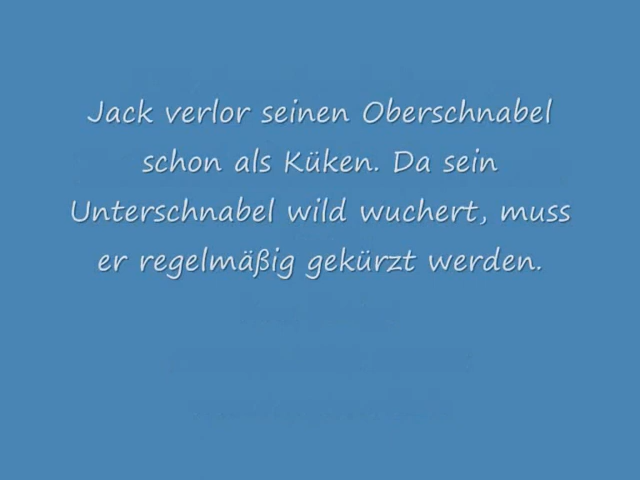 Jack verlor seinen Oberschnabel
schon als Küken. Da sein
Unterschnabel wild wuchert, muss
er regelmäßig gekürzt werden.